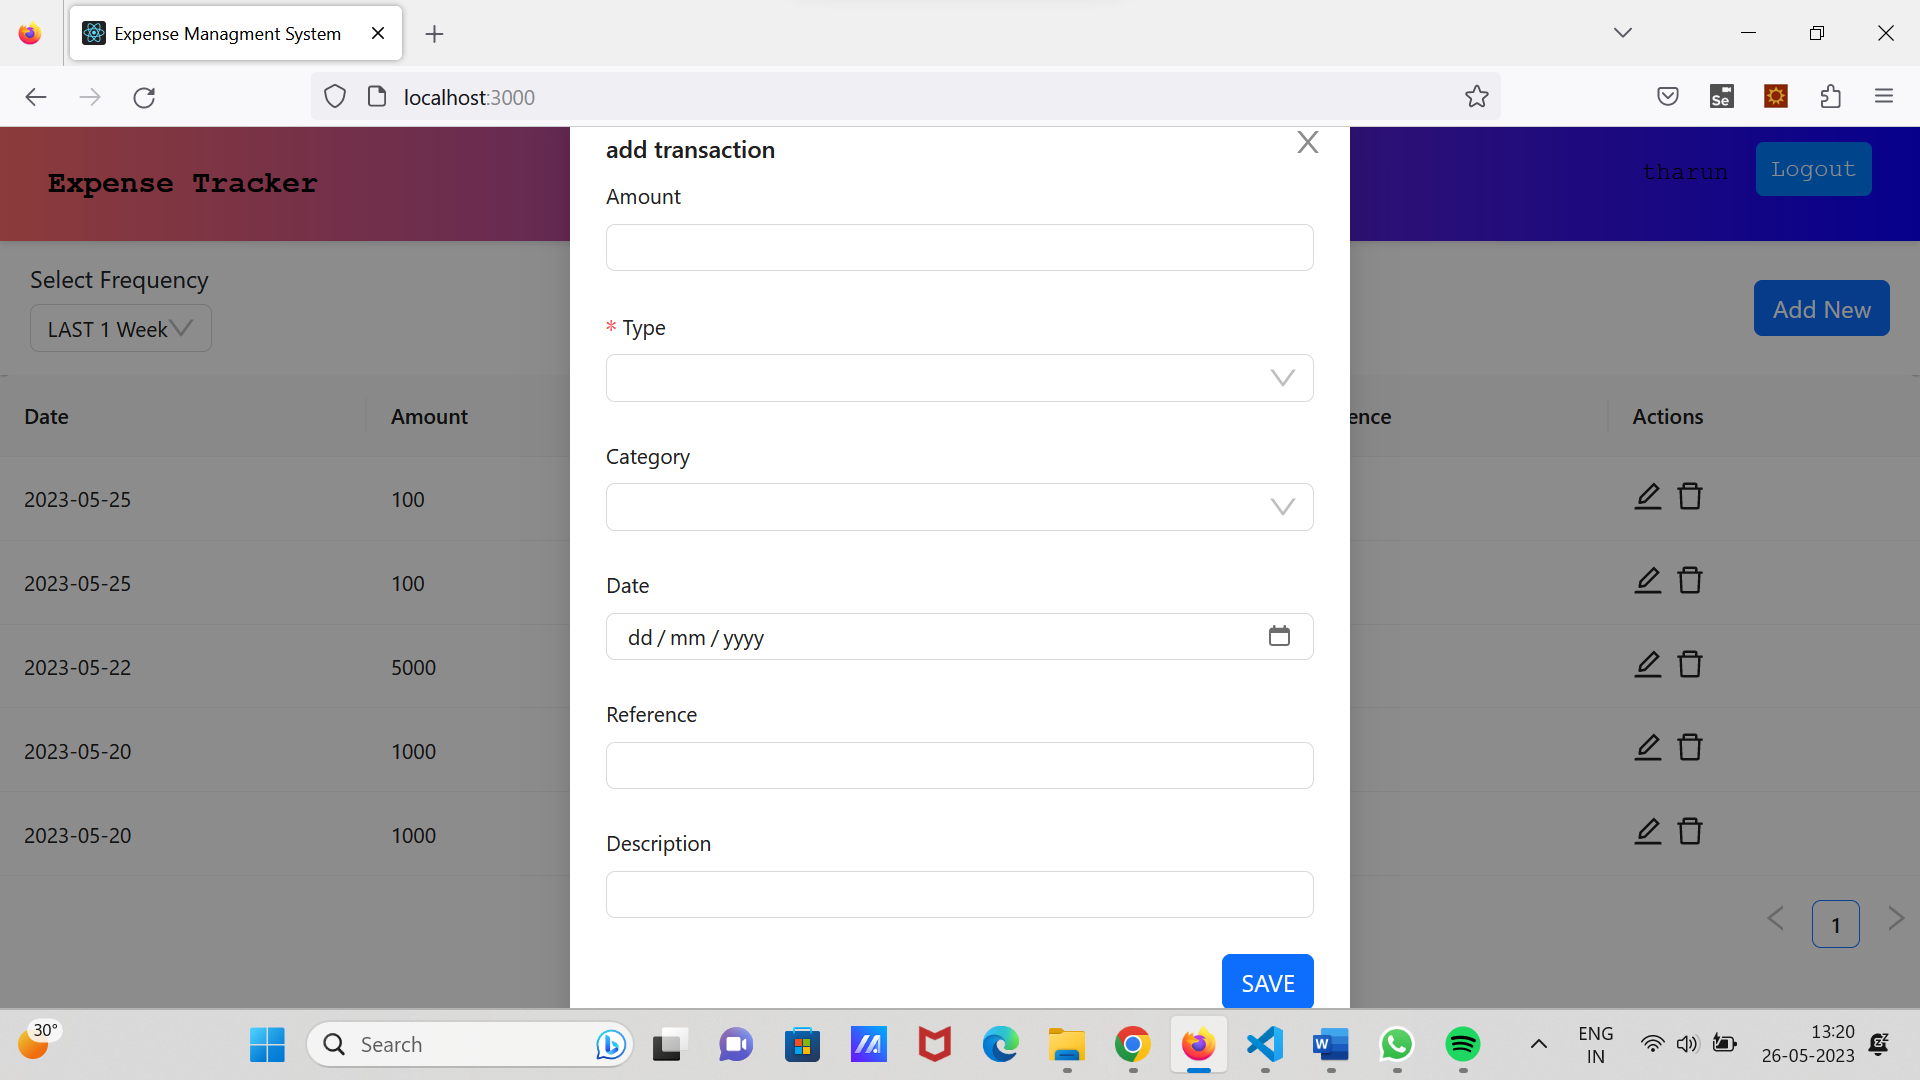 Expense Managment System
localhost:3000
Expense Tracker
tharun
Logout
Select Frequency
LAST 1 Week
Add New
add transaction
Amount
* Type
Category
Date
dd / mm / yyyy
Reference
Description
SAVE
Date Amount ence Actions
2023-05-25 100
2023-05-25 100
2023-05-22 5000
2023-05-20 1000
2023-05-20 1000
1
30°
Search
Se
W
ENG
IN
13:20
26-05-2023